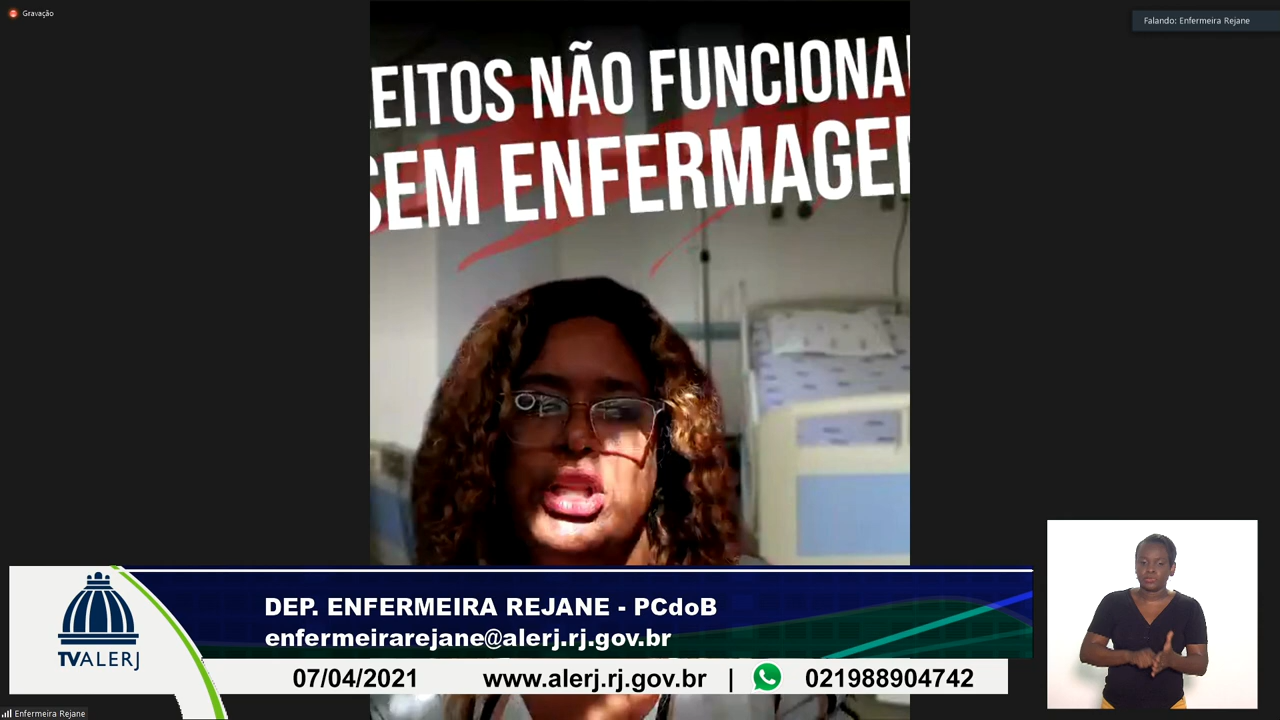 Gravação
Falando: Enfermeira Rejane
EITOS NÃO FUNCIONA
SEM ENFERMAGEM
DEP. ENFERMEIRA REJANE - PCdoB
enfermeirarejane@alerj.rj.gov.br
TVALERJ
07/04/2021 www.alerj.rj.gov.br | 021988904742
Enfermeira Rejane